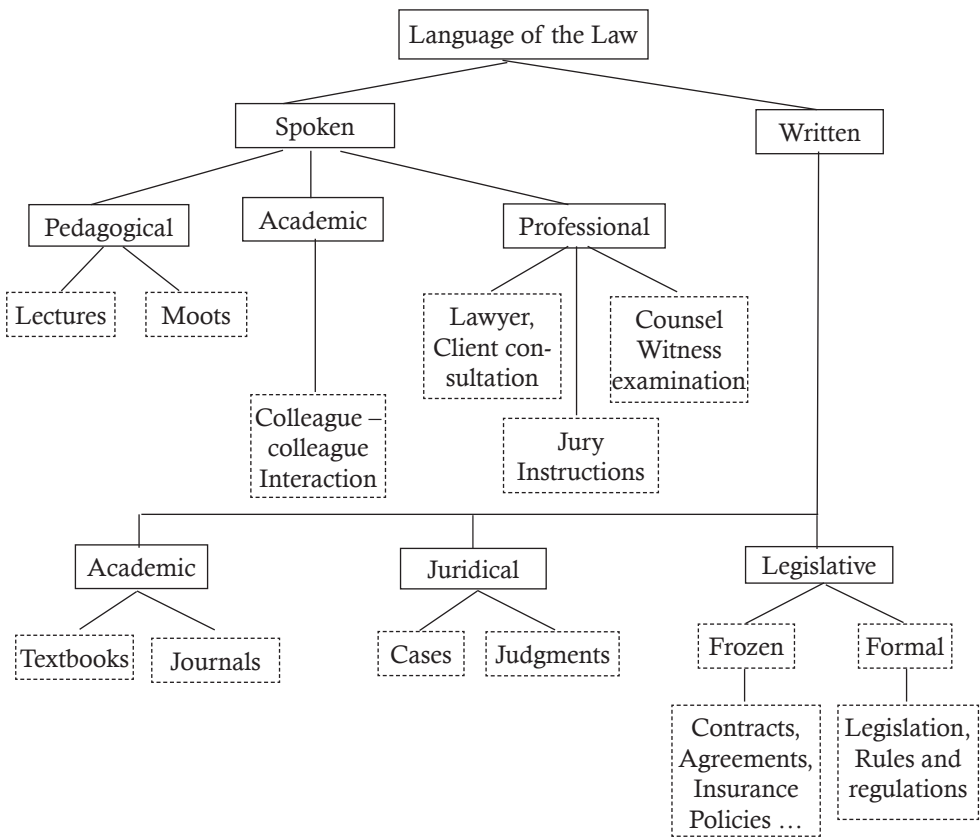 Language of the Law
Spoken
Written
Pedagogical
Academic
Professional
Lectures
Moots
Lawyer,
Client con-
sultation
Counsel
Witness
examination
Colleague –
colleague
Interaction
Jury
Instructions
Academic
Juridical
Legislative
Textbooks
Journals
Cases
Judgments
Frozen
Formal
Contracts,
Agreements,
Insurance
Policies …
Legislation,
Rules and
regulations